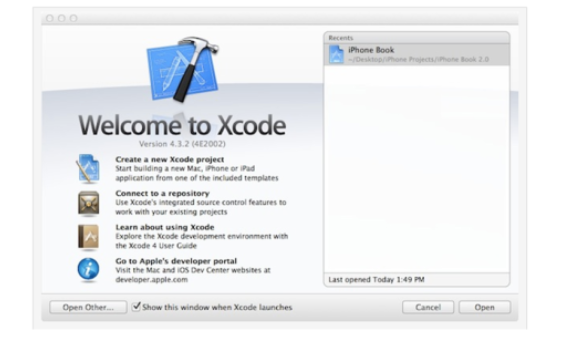 Recents
iPhone Book
~/Desktop/iPhone Projects/iPhone Book 2.0
Welcome to Xcode
Version 4.3.2 (4E2002)
Create a new Xcode project
Start building a new Mac, iPhone or iPad
application from one of the included templates
Connect to a repository
Use Xcode's integrated source control features to
work with your existing projects
Learn about using Xcode
Explore the Xcode development environment with
the Xcode 4 User Guide
Go to Apple's developer portal
Visit the Mac and iOS Dev Center websites at
developer.apple.com
Last opened Today 1:49 PM
Open Other...
Show this window when Xcode launches
Cancel
Open